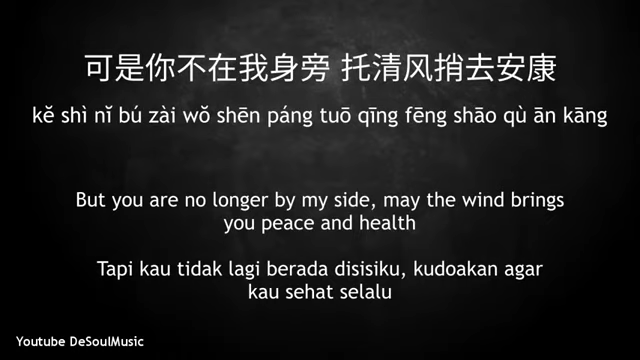 可是你不在我身旁 托清风捎去安康
kě shì nǐ bú zài wǒ shēn páng tuō qīng fēng shāo qù ān kāng
But you are no longer by my side, may the wind brings
you peace and health
Tapi kau tidak lagi berada disisiku, kudoakan agar
kau sehat selalu
Youtube DeSoulMusic